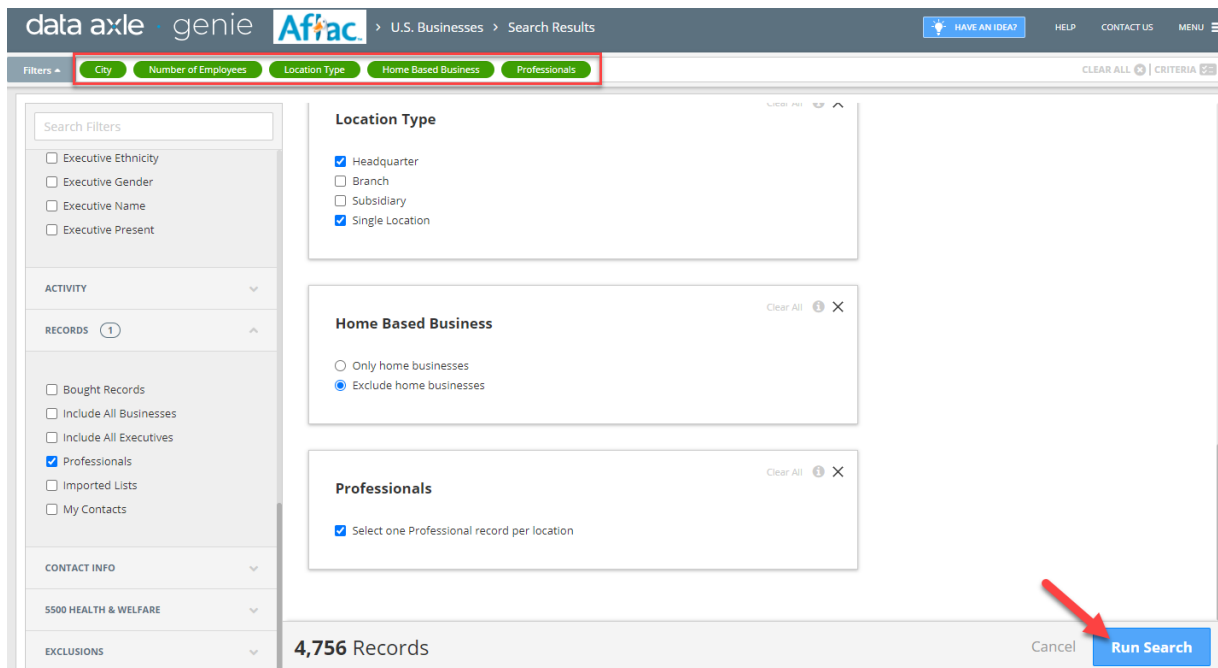 data axle genie Aflac. > U.S. Businesses > Search Results HAVE AN IDEA? HELP CONTACT US MENU
Filters City Number of Employees Location Type Home Based Business Professionals CLEAR ALL | CRITERIA
Search Filters
Executive Ethnicity
Executive Gender
Executive Name
Executive Present
ACTIVITY
RECORDS 1
Bought Records
Include All Businesses
Include All Executives
Professionals
Imported Lists
My Contacts
CONTACT INFO
5500 HEALTH & WELFARE
EXCLUSIONS
Clear All
Location Type
Headquarter
Branch
Subsidiary
Single Location
Clear All
Home Based Business
Only home businesses
Exclude home businesses
Clear All
Professionals
Select one Professional record per location
4,756 Records Cancel Run Search